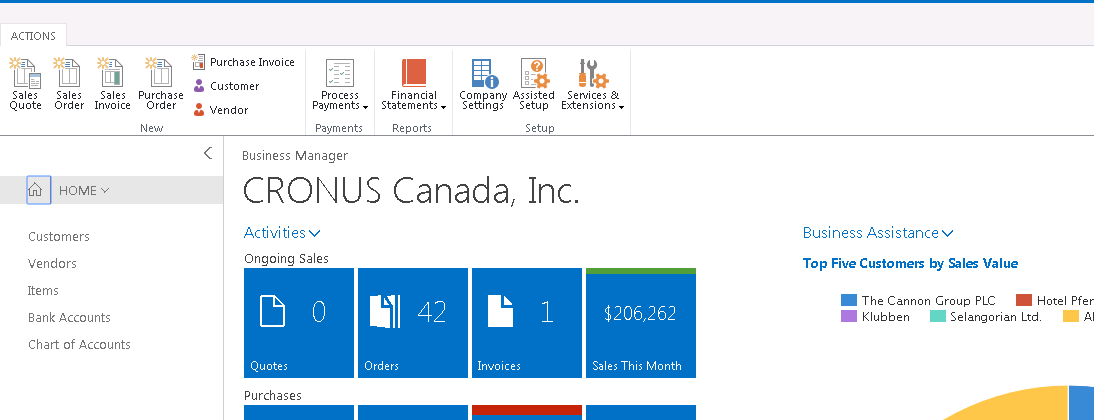 ACTIONS
Sales Quote
Sales Order
Sales Invoice
Purchase Order
Purchase Invoice
Customer
Vendor
New
Process Payments
Payments
Financial Statements
Reports
Company Settings
Assisted Setup
Services & Extensions
Setup
HOME
Customers
Vendors
Items
Bank Accounts
Chart of Accounts
Business Manager
CRONUS Canada, Inc.
Activities
Ongoing Sales
0
Quotes
42
Orders
1
Invoices
$206,262
Sales This Month
Purchases
Business Assistance
Top Five Customers by Sales Value
The Cannon Group PLC
Hotel Pfer
Klubben
Selangorian Ltd.